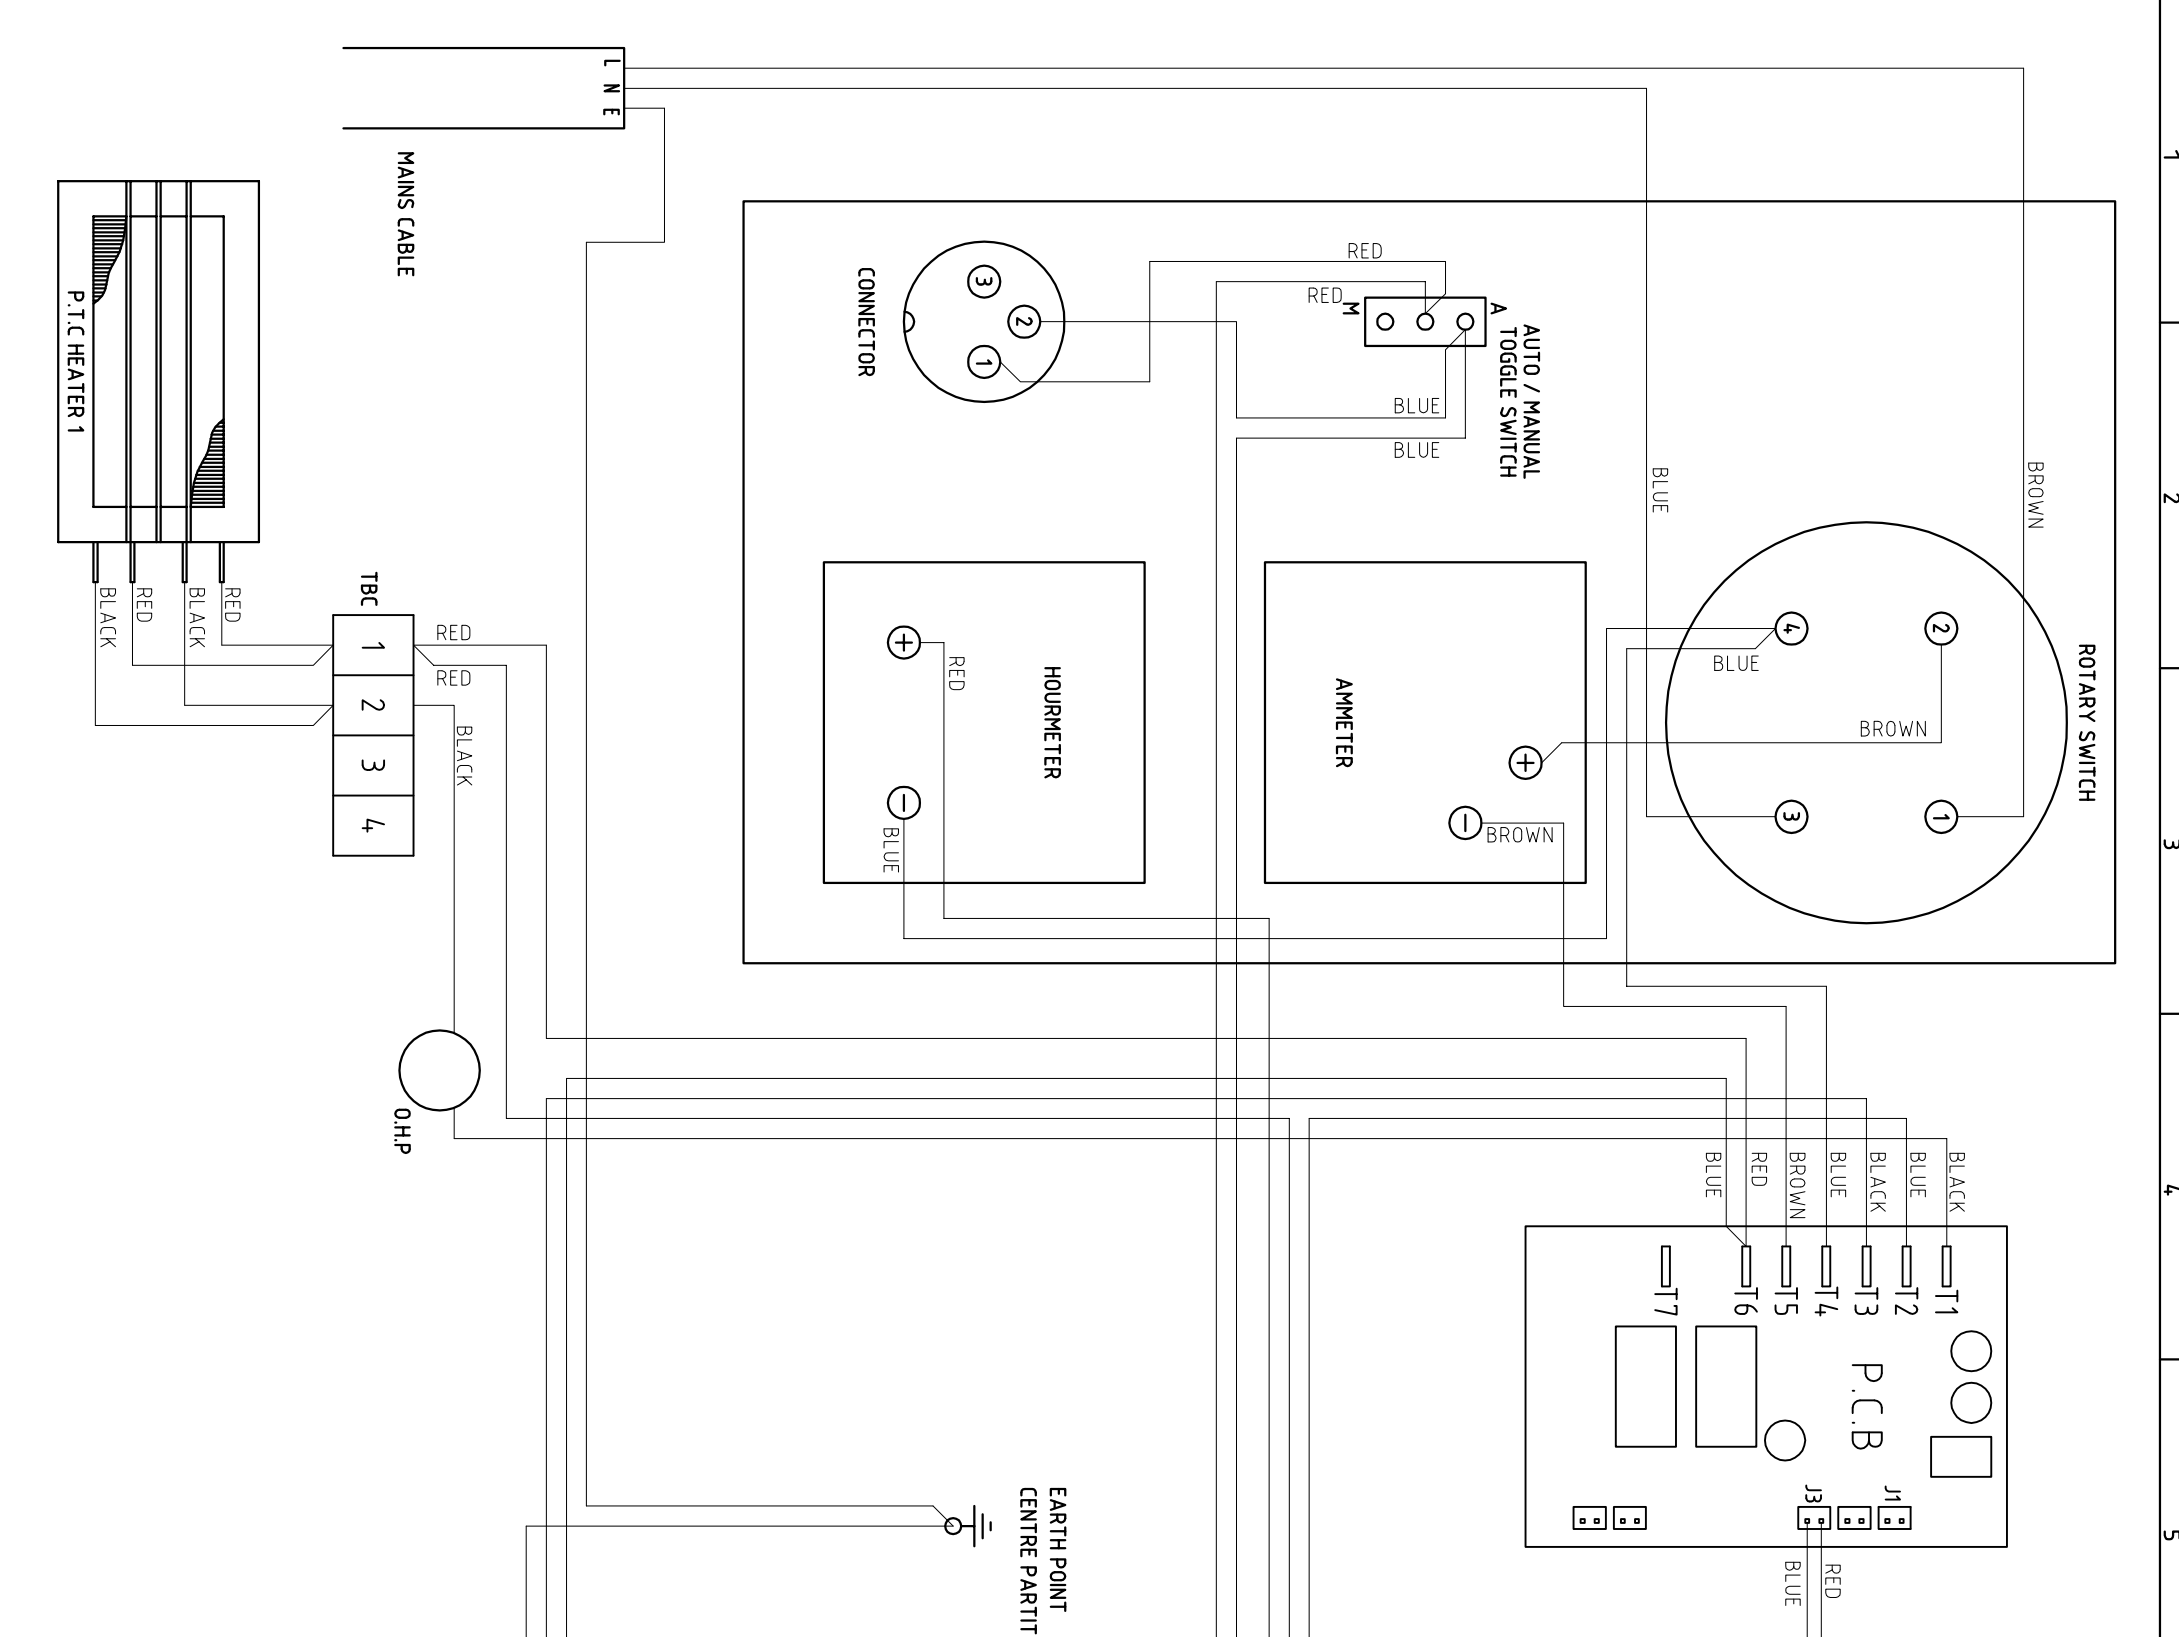 1
2
3
4
5
L
N
E
MAINS CABLE
P.T.C HEATER 1
BLACK
RED
BLACK
RED
TBC
1
2
3
4
RED
RED
BLACK
O.H.P
CONNECTOR
3
2
1
RED
RED
M
A
AUTO / MANUAL
TOGGLE SWITCH
BLUE
BLUE
BLUE
BROWN
HOURMETER
+
RED
−
BLUE
AMMETER
+
−
BROWN
ROTARY SWITCH
4
2
3
1
BLUE
BROWN
BLUE
RED
BROWN
BLUE
BLACK
BLUE
BLACK
T7
T6
T5
T4
T3
T2
T1
P.C.B
J3
J1
BLUE
RED
EARTH POINT
CENTRE PARTIT